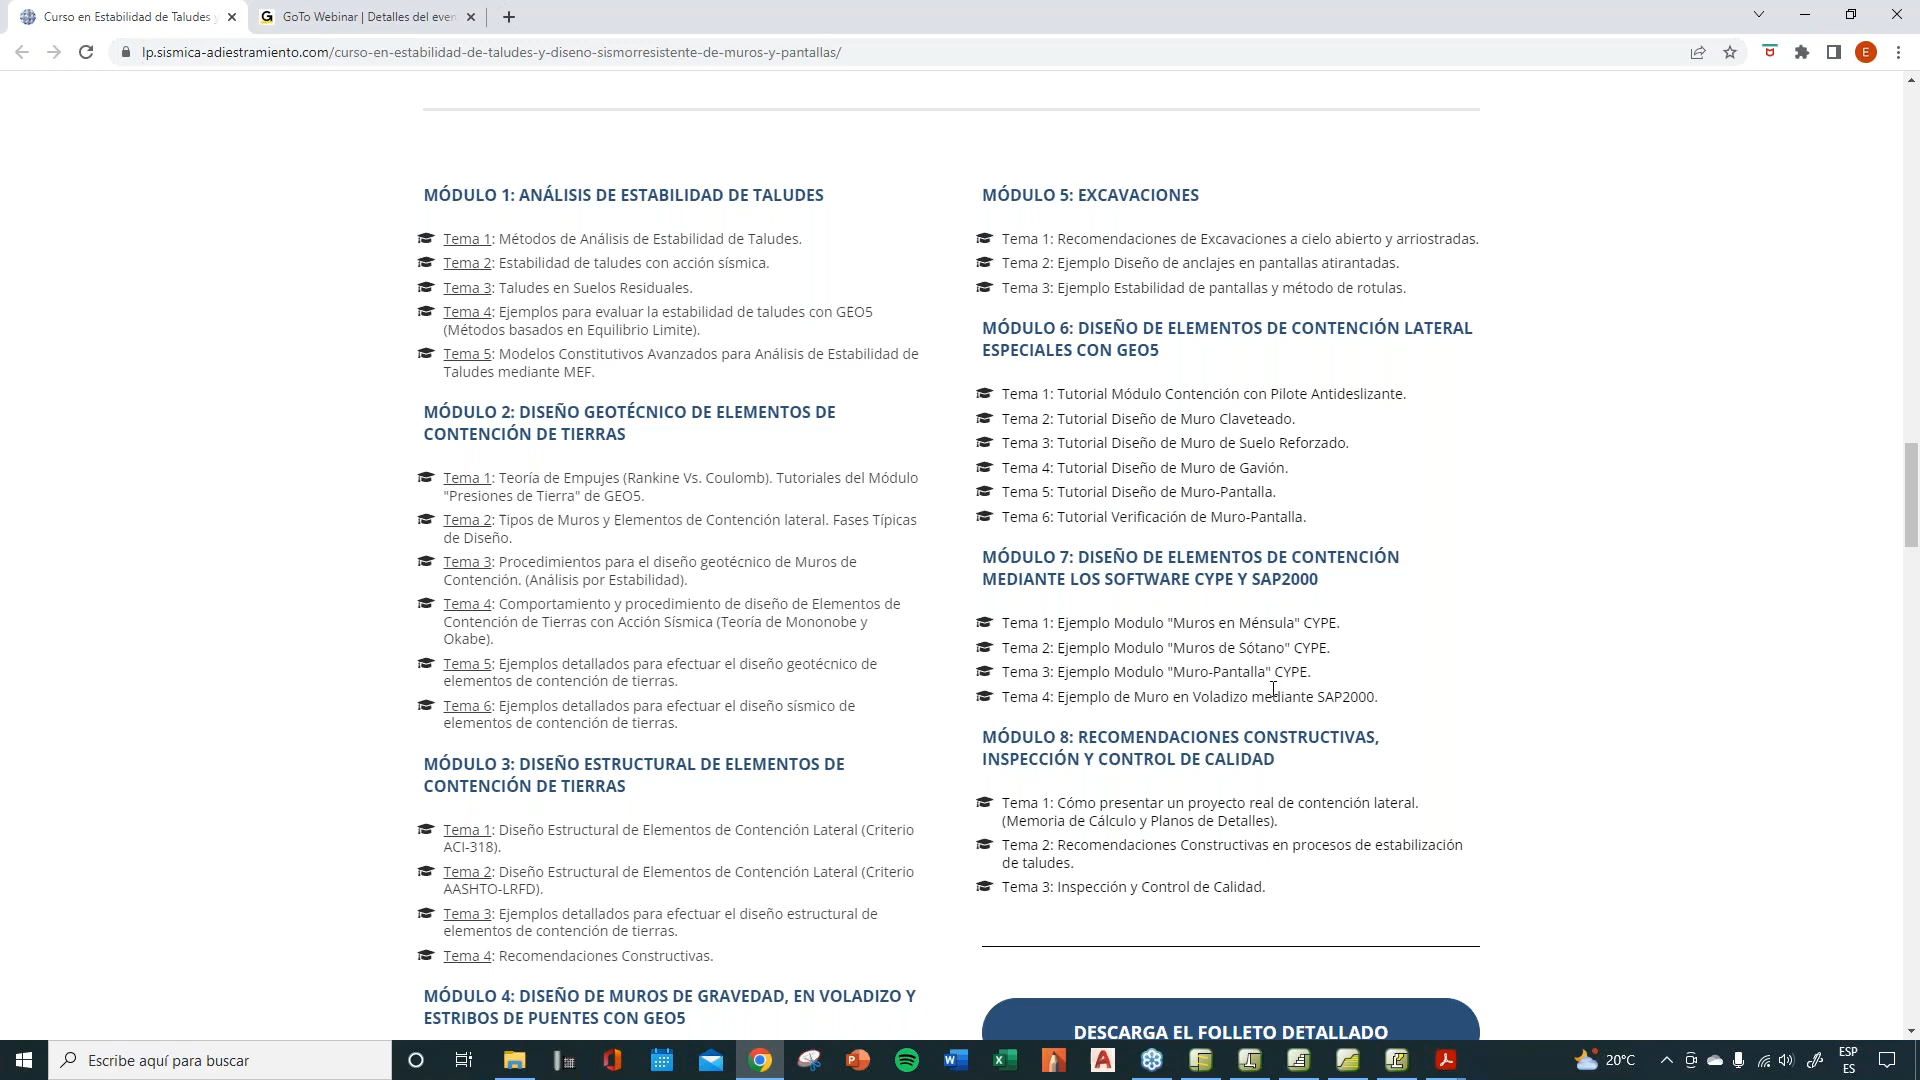 Curso en Estabilidad de Taludes y
GoTo Webinar | Detalles del even
lp.sismica-adiestramiento.com/curso-en-estabilidad-de-taludes-y-diseno-sismorresistente-de-muros-y-pantallas/
E
MÓDULO 1: ANÁLISIS DE ESTABILIDAD DE TALUDES
Tema 1: Métodos de Análisis de Estabilidad de Taludes.
Tema 2: Estabilidad de taludes con acción sísmica.
Tema 3: Taludes en Suelos Residuales.
Tema 4: Ejemplos para evaluar la estabilidad de taludes con GEO5
(Métodos basados en Equilibrio Limite).
Tema 5: Modelos Constitutivos Avanzados para Análisis de Estabilidad de
Taludes mediante MEF.
MÓDULO 2: DISEÑO GEOTÉCNICO DE ELEMENTOS DE
CONTENCIÓN DE TIERRAS
Tema 1: Teoría de Empujes (Rankine Vs. Coulomb). Tutoriales del Módulo
"Presiones de Tierra" de GEO5.
Tema 2: Tipos de Muros y Elementos de Contención lateral. Fases Típicas
de Diseño.
Tema 3: Procedimientos para el diseño geotécnico de Muros de
Contención. (Análisis por Estabilidad).
Tema 4: Comportamiento y procedimiento de diseño de Elementos de
Contención de Tierras con Acción Sísmica (Teoría de Mononobe y
Okabe).
Tema 5: Ejemplos detallados para efectuar el diseño geotécnico de
elementos de contención de tierras.
Tema 6: Ejemplos detallados para efectuar el diseño sísmico de
elementos de contención de tierras.
MÓDULO 3: DISEÑO ESTRUCTURAL DE ELEMENTOS DE
CONTENCIÓN DE TIERRAS
Tema 1: Diseño Estructural de Elementos de Contención Lateral (Criterio
ACI-318).
Tema 2: Diseño Estructural de Elementos de Contención Lateral (Criterio
AASHTO-LRFD).
Tema 3: Ejemplos detallados para efectuar el diseño estructural de
elementos de contención de tierras.
Tema 4: Recomendaciones Constructivas.
MÓDULO 4: DISEÑO DE MUROS DE GRAVEDAD, EN VOLADIZO Y
ESTRIBOS DE PUENTES CON GEO5
MÓDULO 5: EXCAVACIONES
Tema 1: Recomendaciones de Excavaciones a cielo abierto y arriostradas.
Tema 2: Ejemplo Diseño de anclajes en pantallas atirantadas.
Tema 3: Ejemplo Estabilidad de pantallas y método de rotulas.
MÓDULO 6: DISEÑO DE ELEMENTOS DE CONTENCIÓN LATERAL
ESPECIALES CON GEO5
Tema 1: Tutorial Módulo Contención con Pilote Antideslizante.
Tema 2: Tutorial Diseño de Muro Claveteado.
Tema 3: Tutorial Diseño de Muro de Suelo Reforzado.
Tema 4: Tutorial Diseño de Muro de Gavión.
Tema 5: Tutorial Diseño de Muro-Pantalla.
Tema 6: Tutorial Verificación de Muro-Pantalla.
MÓDULO 7: DISEÑO DE ELEMENTOS DE CONTENCIÓN
MEDIANTE LOS SOFTWARE CYPE Y SAP2000
Tema 1: Ejemplo Modulo "Muros en Ménsula" CYPE.
Tema 2: Ejemplo Modulo "Muros de Sótano" CYPE.
Tema 3: Ejemplo Modulo "Muro-Pantalla" CYPE.
Tema 4: Ejemplo de Muro en Voladizo mediante SAP2000.
MÓDULO 8: RECOMENDACIONES CONSTRUCTIVAS,
INSPECCIÓN Y CONTROL DE CALIDAD
Tema 1: Cómo presentar un proyecto real de contención lateral.
(Memoria de Cálculo y Planos de Detalles).
Tema 2: Recomendaciones Constructivas en procesos de estabilización
de taludes.
Tema 3: Inspección y Control de Calidad.
DESCARGA EL FOLLETO DETALLADO
Escribe aquí para buscar
20°C
ESP
ES